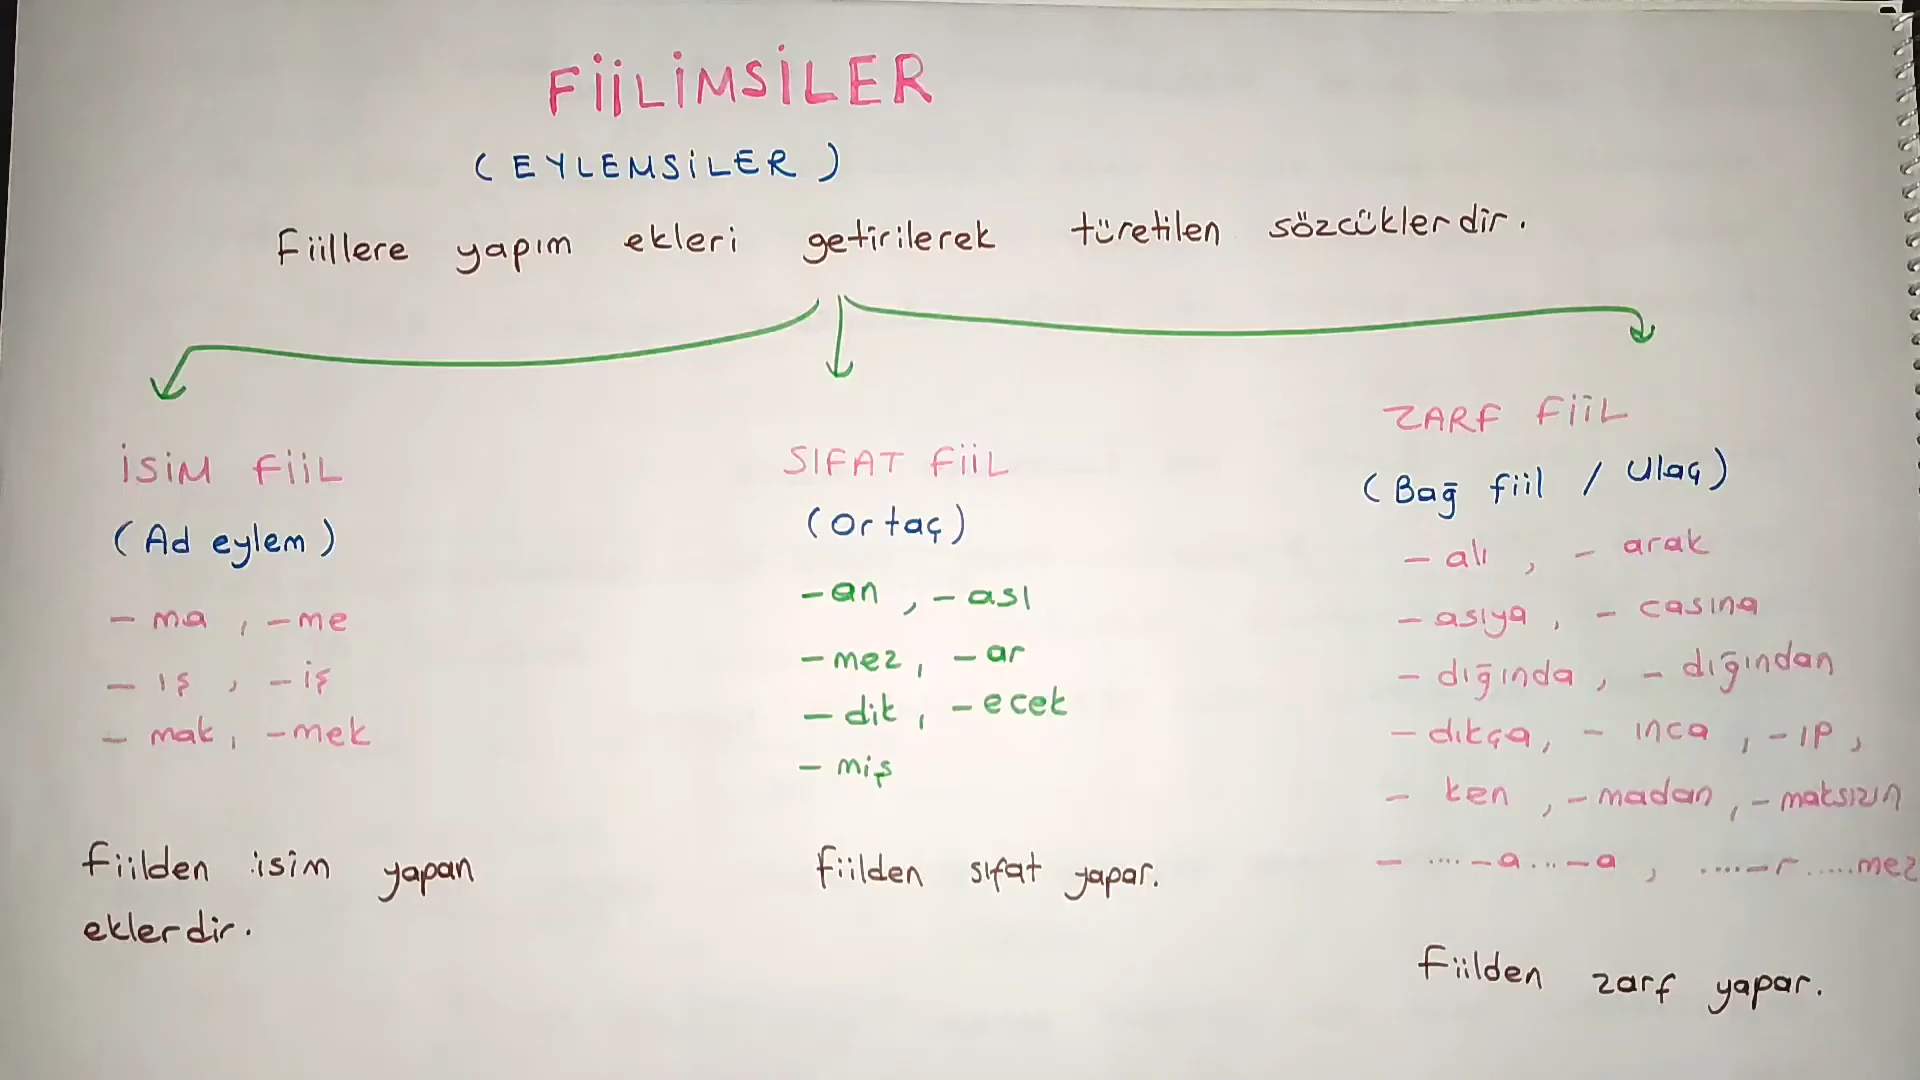 FİİLİMSİLER
(EYLEMSİLER)
Fiillere yapım ekleri getirilerek türetilen sözcüklerdir.
İSİM FİİL
(Ad eylem)
- ma, -me
- ış, -iş
- mak, -mek
Fiilden isim yapan
eklerdir.
SIFAT FİİL
(Ortaç)
-an, -ası
-mez, -ar
-dik, -ecek
-miş
fiilden sıfat yapar.
ZARF FİİL
(Bağ fiil / Ulaç)
-alı, -arak
-asıya, -casına
-dığında, -dığından
-dıkça, -ınca, -ıp,
-ken, -madan, -maksızın
- ....-a...-a, ....-r.....mez
Fiilden zarf yapar.